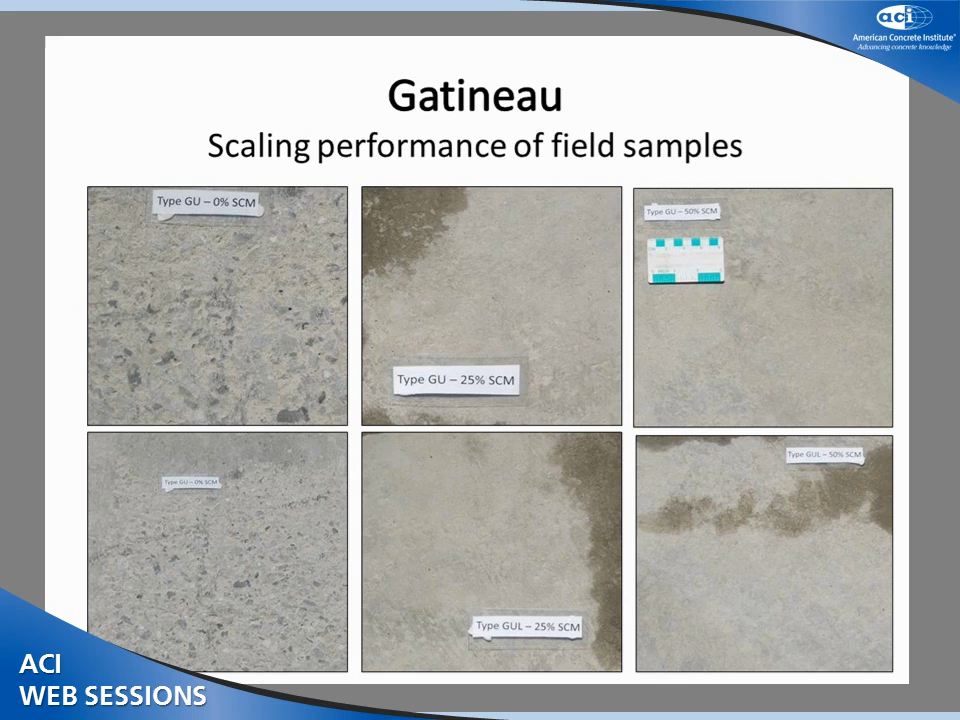 aci
American Concrete Institute®
Advancing concrete knowledge
Gatineau
Scaling performance of field samples
Type GU – 0% SCM
Type GU – 25% SCM
Type GU – 50% SCM
Type GU – 0% SCM
Type GUL – 25% SCM
Type GUL – 50% SCM
ACI
WEB SESSIONS